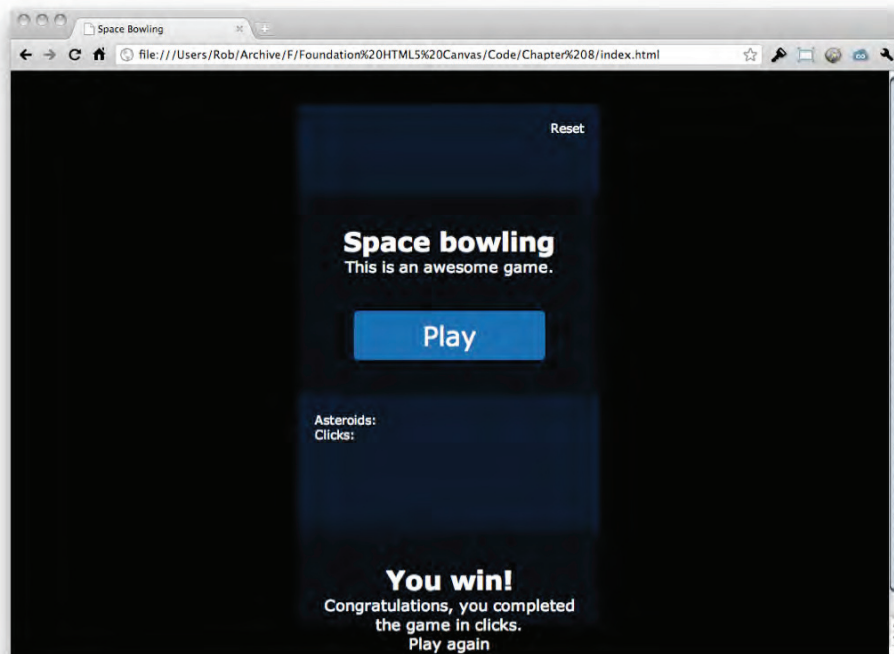 Space Bowling
file:///Users/Rob/Archive/F/Foundation%20HTML5%20Canvas/Code/Chapter%208/index.html
Reset
Space bowling
This is an awesome game.
Play
Asteroids:
Clicks:
You win!
Congratulations, you completed
the game in clicks.
Play again